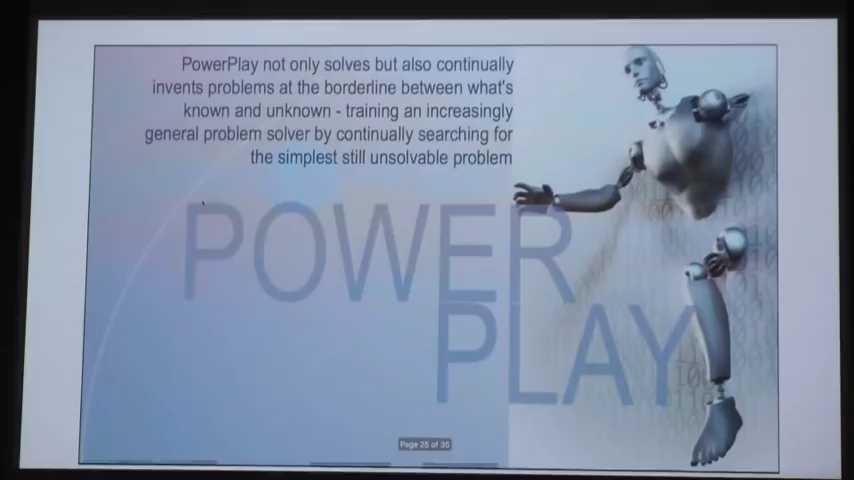 PowerPlay not only solves but also continually
invents problems at the borderline between what's
known and unknown - training an increasingly
general problem solver by continually searching for
the simplest still unsolvable problem
POWER
PLAY
Page 25 of 35